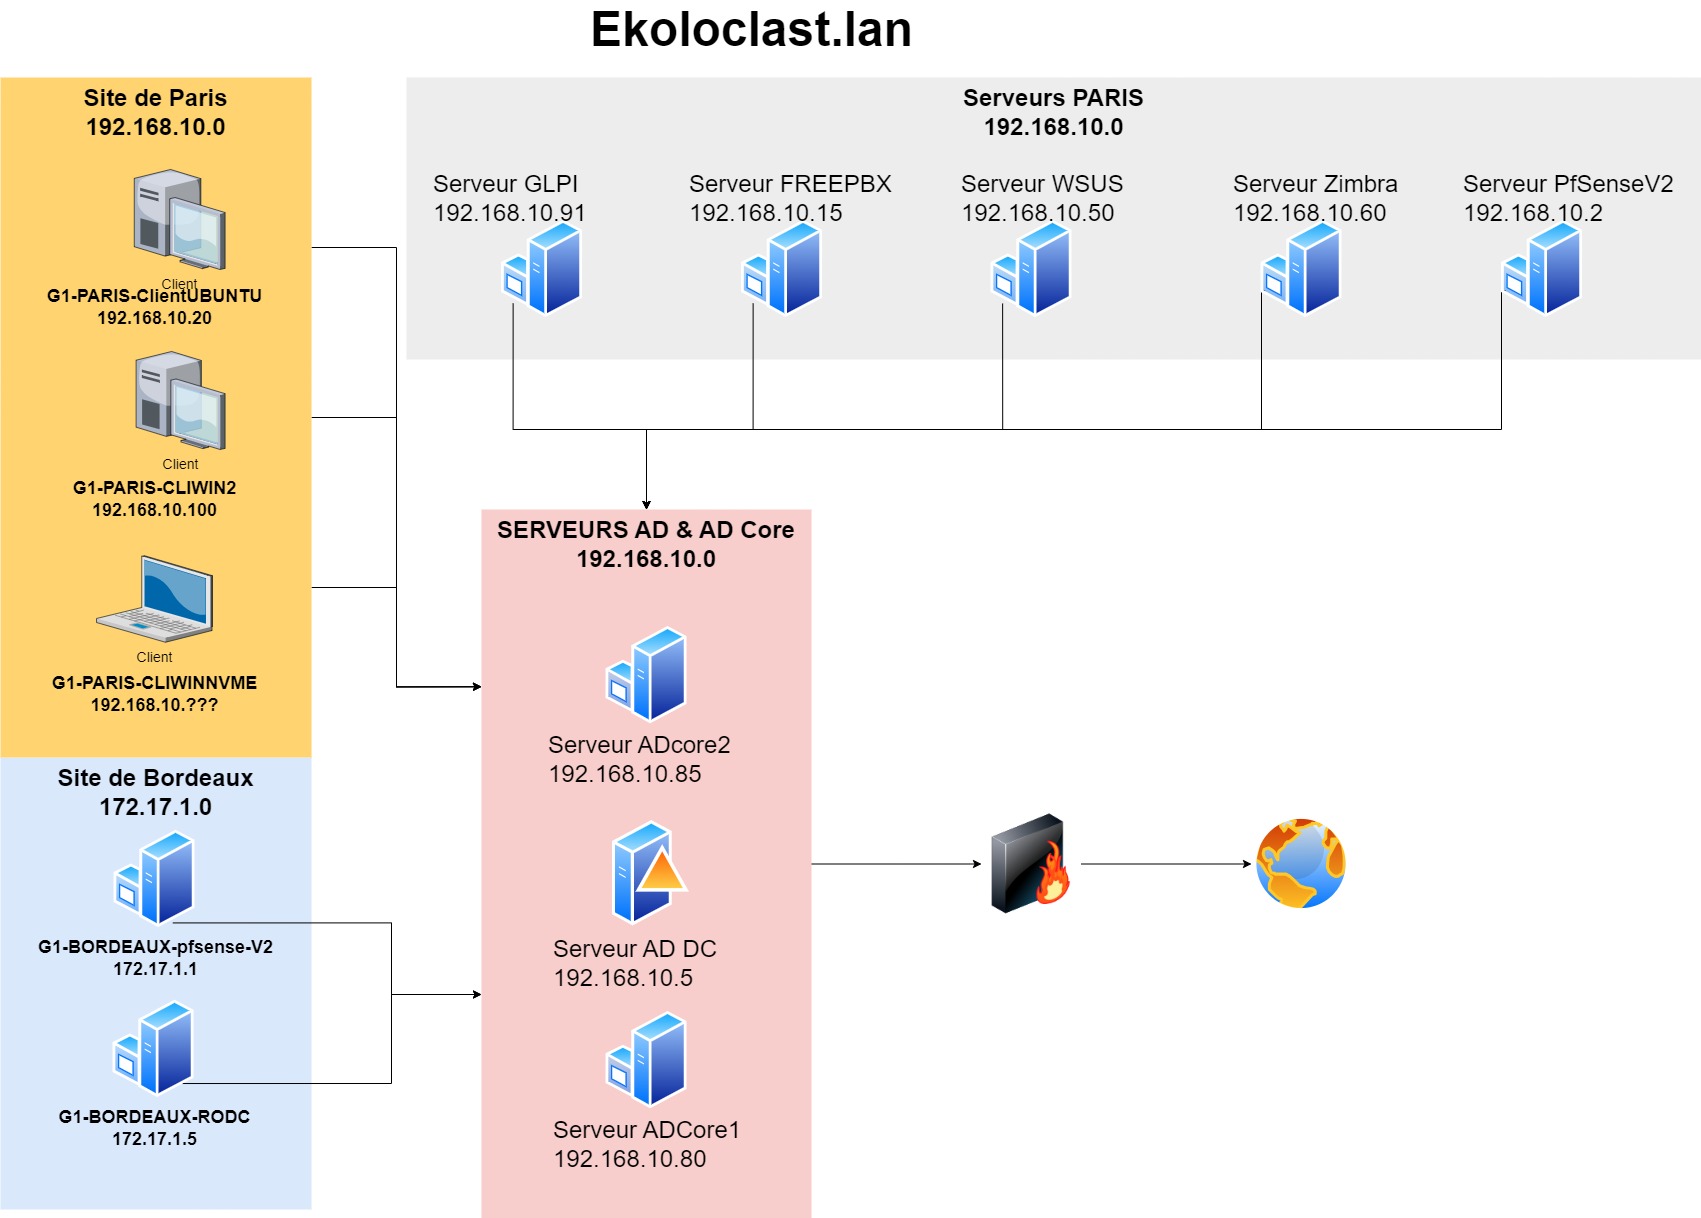 Ekoloclast.lan
Site de Paris
192.168.10.0
Client
G1-PARIS-ClientUBUNTU
192.168.10.20
Client
G1-PARIS-CLIWIN2
192.168.10.100
Client
G1-PARIS-CLIWINNVME
192.168.10.???
Site de Bordeaux
172.17.1.0
G1-BORDEAUX-pfsense-V2
172.17.1.1
G1-BORDEAUX-RODC
172.17.1.5
Serveurs PARIS
192.168.10.0
Serveur GLPI
192.168.10.91
Serveur FREEPBX
192.168.10.15
Serveur WSUS
192.168.10.50
Serveur Zimbra
192.168.10.60
Serveur PfSenseV2
192.168.10.2
SERVEURS AD & AD Core
192.168.10.0
Serveur ADcore2
192.168.10.85
Serveur AD DC
192.168.10.5
Serveur ADCore1
192.168.10.80